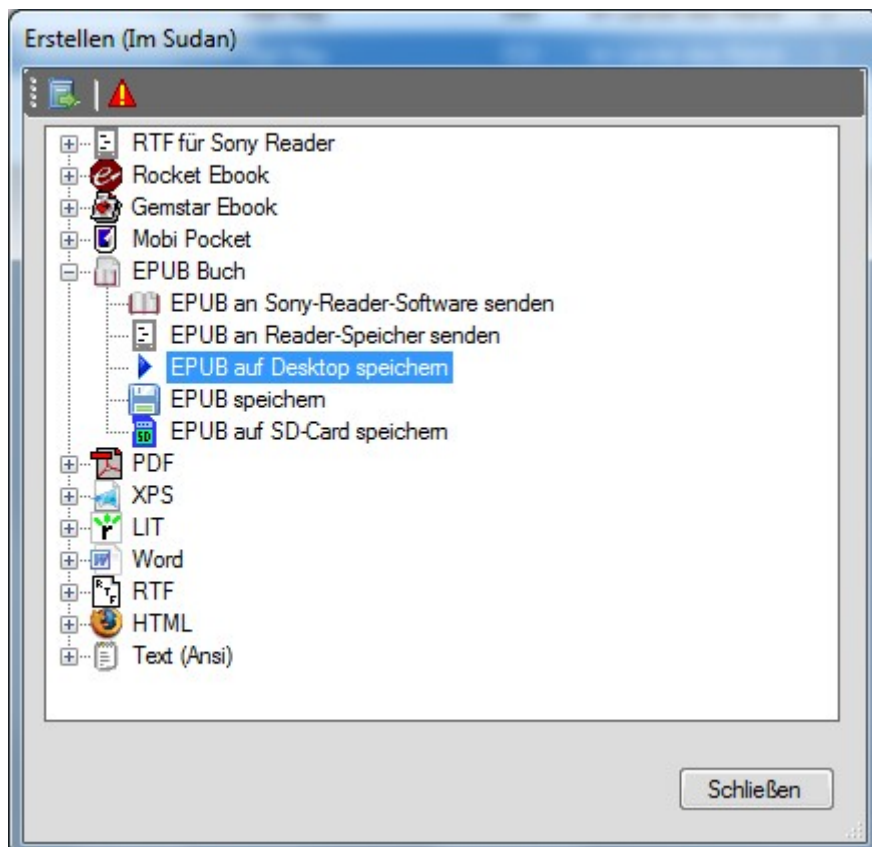 Erstellen (Im Sudan)
RTF für Sony Reader
Rocket Ebook
Gemstar Ebook
Mobi Pocket
EPUB Buch
EPUB an Sony-Reader-Software senden
EPUB an Reader-Speicher senden
EPUB auf Desktop speichern
EPUB speichern
EPUB auf SD-Card speichern
PDF
XPS
LIT
Word
RTF
HTML
Text (Ansi)
Schließen